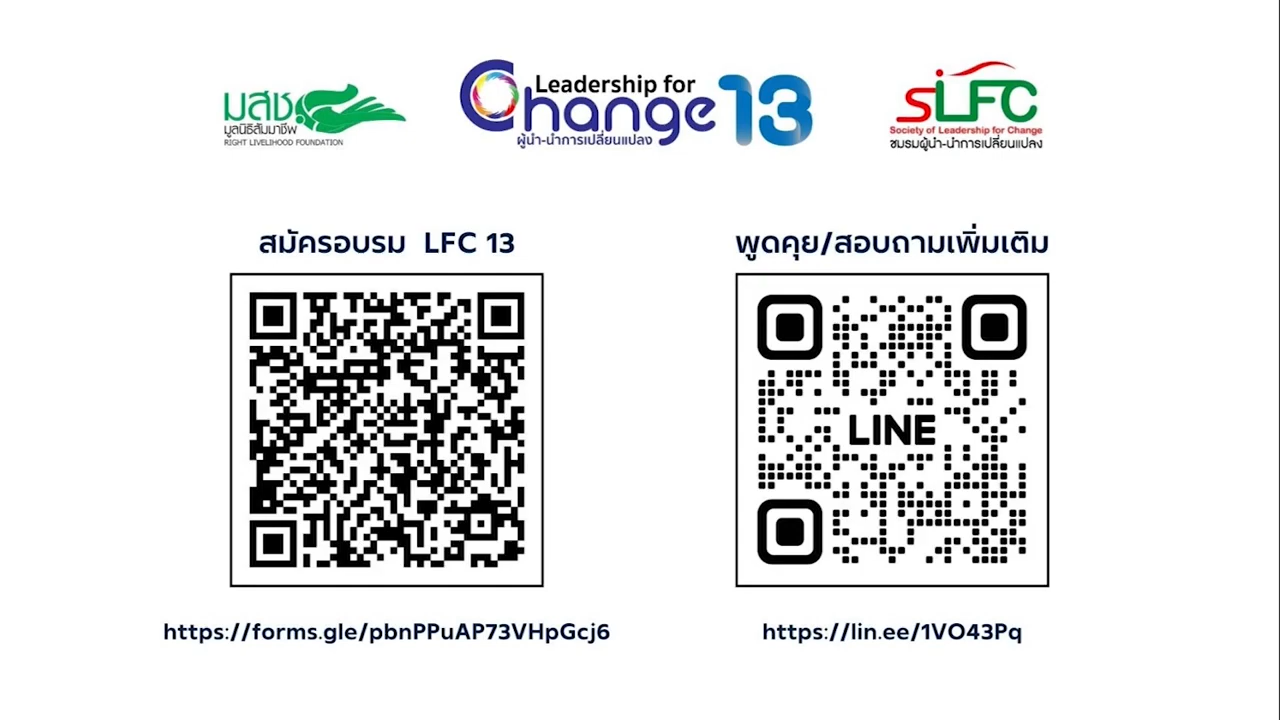 มสช.
มูลนิธิสัมมาชีพ
RIGHT LIVELIHOOD FOUNDATION
Leadership for
Change 13
ผู้นำ-นำการเปลี่ยนแปลง
SLFC
Society of Leadership for Change
ชมรมผู้นำ-นำการเปลี่ยนแปลง
สมัครอบรม LFC 13
พูดคุย/สอบถามเพิ่มเติม
LINE
https://forms.gle/pbnPPuAP73VHpGcj6
https://lin.ee/1VO43Pq